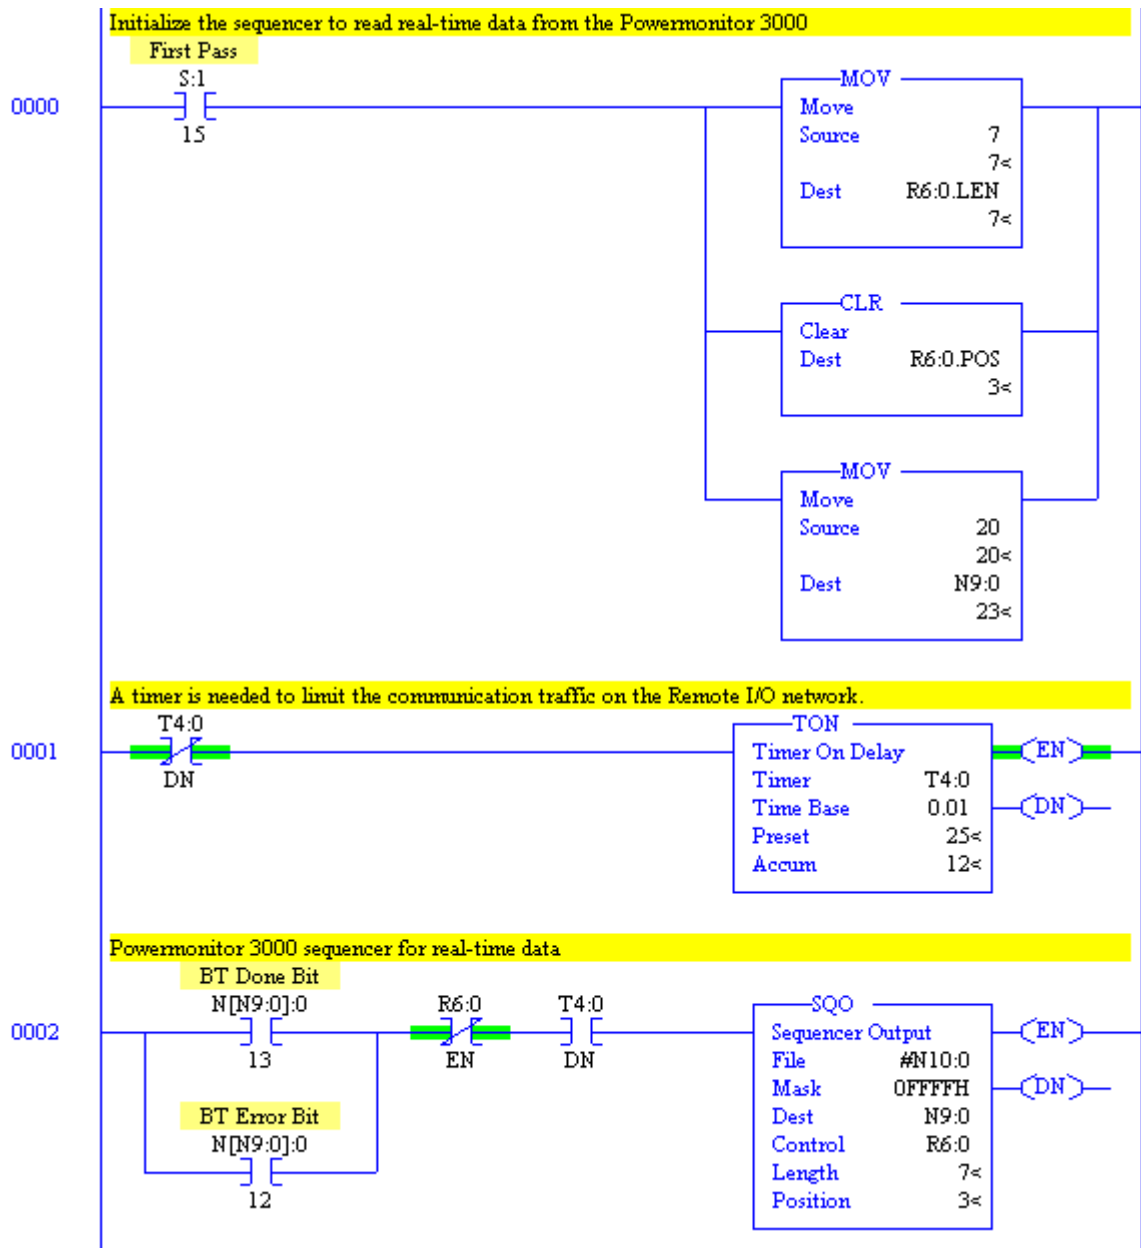 Initialize the sequencer to read real-time data from the Powermonitor 3000
First Pass
S:1
0000
15
MOV
Move
Source 7
7<
Dest R6:0.LEN
7<
CLR
Clear
Dest R6:0.POS
3<
MOV
Move
Source 20
20<
Dest N9:0
23<
A timer is needed to limit the communication traffic on the Remote I/O network.
T4:0
0001
DN
TON
Timer On Delay
Timer T4:0
Time Base 0.01
Preset 25<
Accum 12<
EN
DN
Powermonitor 3000 sequencer for real-time data
BT Done Bit
N[N9:0]:0
0002
13
R6:0
EN
T4:0
DN
BT Error Bit
N[N9:0]:0
12
SQO
Sequencer Output
File #N10:0
Mask 0FFFFH
Dest N9:0
Control R6:0
Length 7<
Position 3<
EN
DN